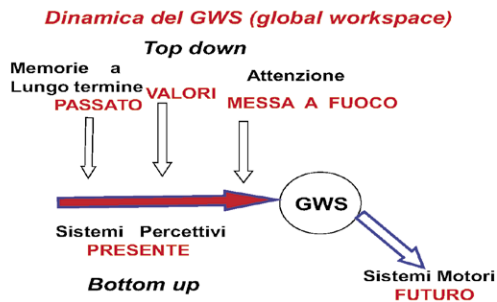 Dinamica del GWS (global workspace)
Top down
Memorie a
Lungo termine
PASSATO
VALORI
Attenzione
MESSA A FUOCO
GWS
Sistemi Percettivi
PRESENTE
Bottom up
Sistemi Motori
FUTURO